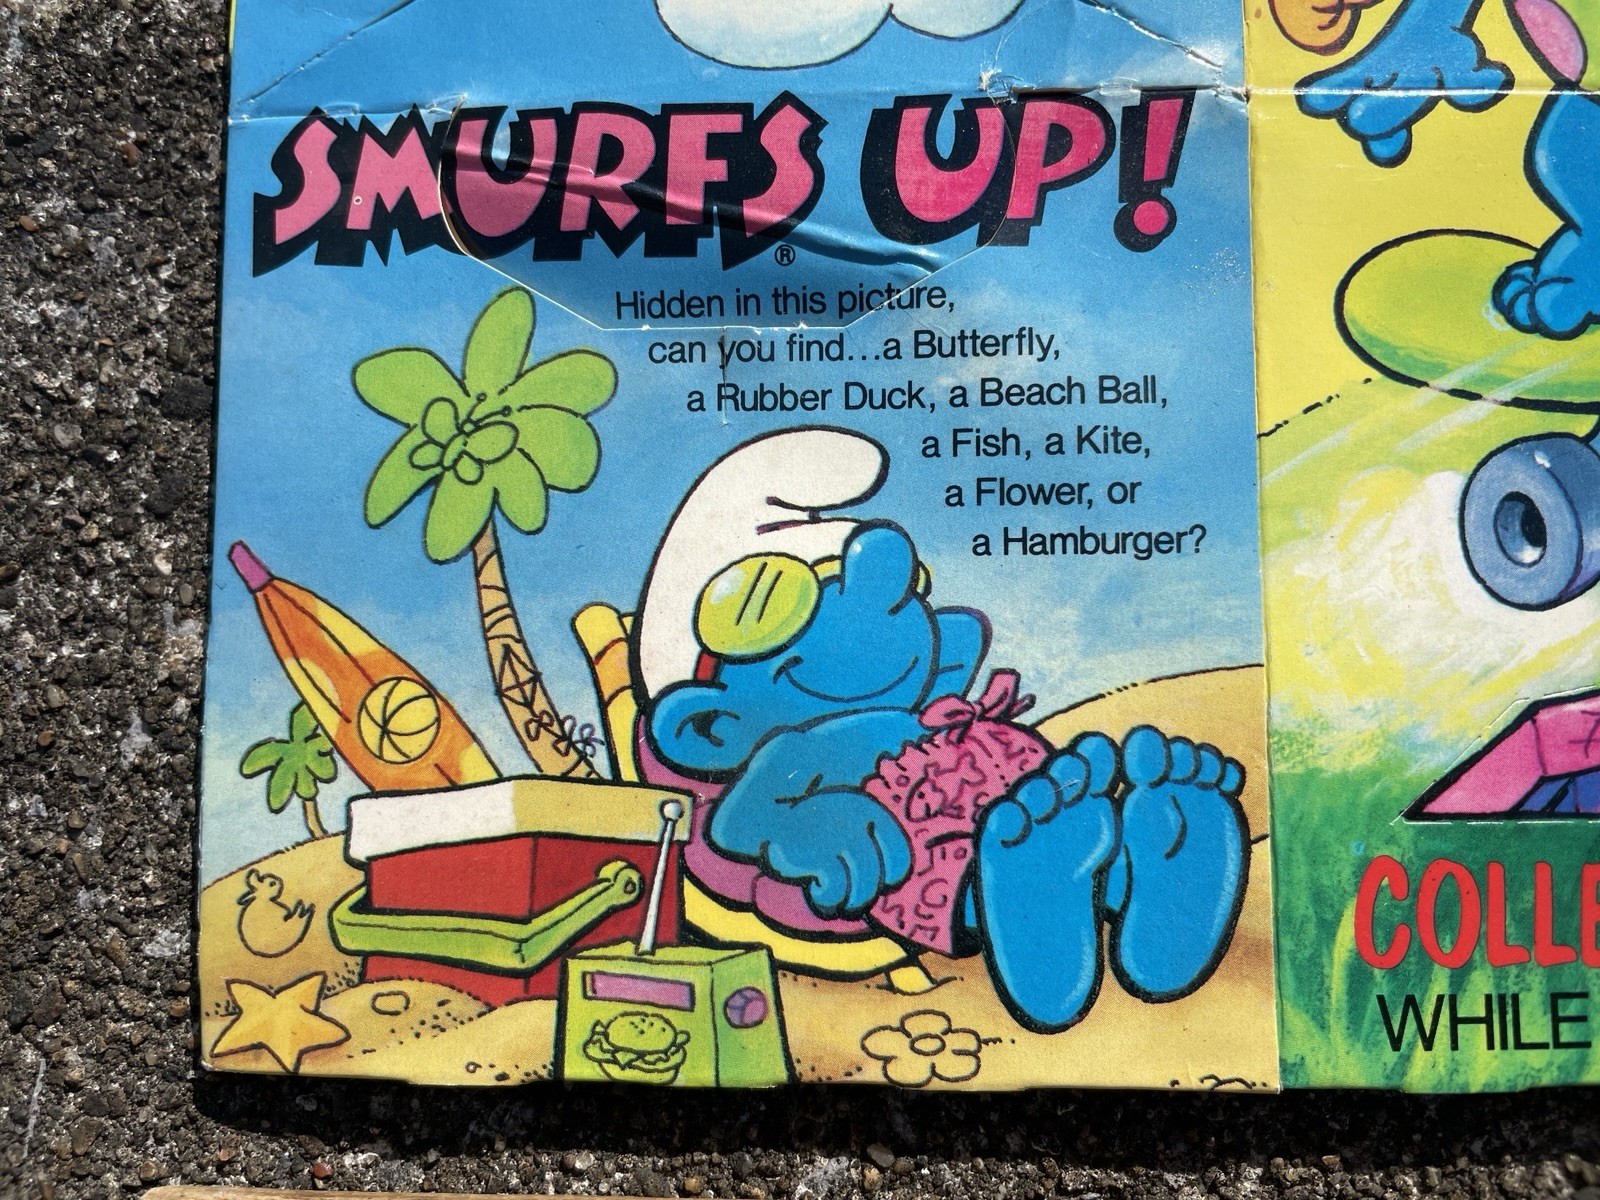 SMURFS UP!
®
Hidden in this picture,
can you find...a Butterfly,
a Rubber Duck, a Beach Ball,
a Fish, a Kite,
a Flower, or
a Hamburger?
COLLE
WHILE